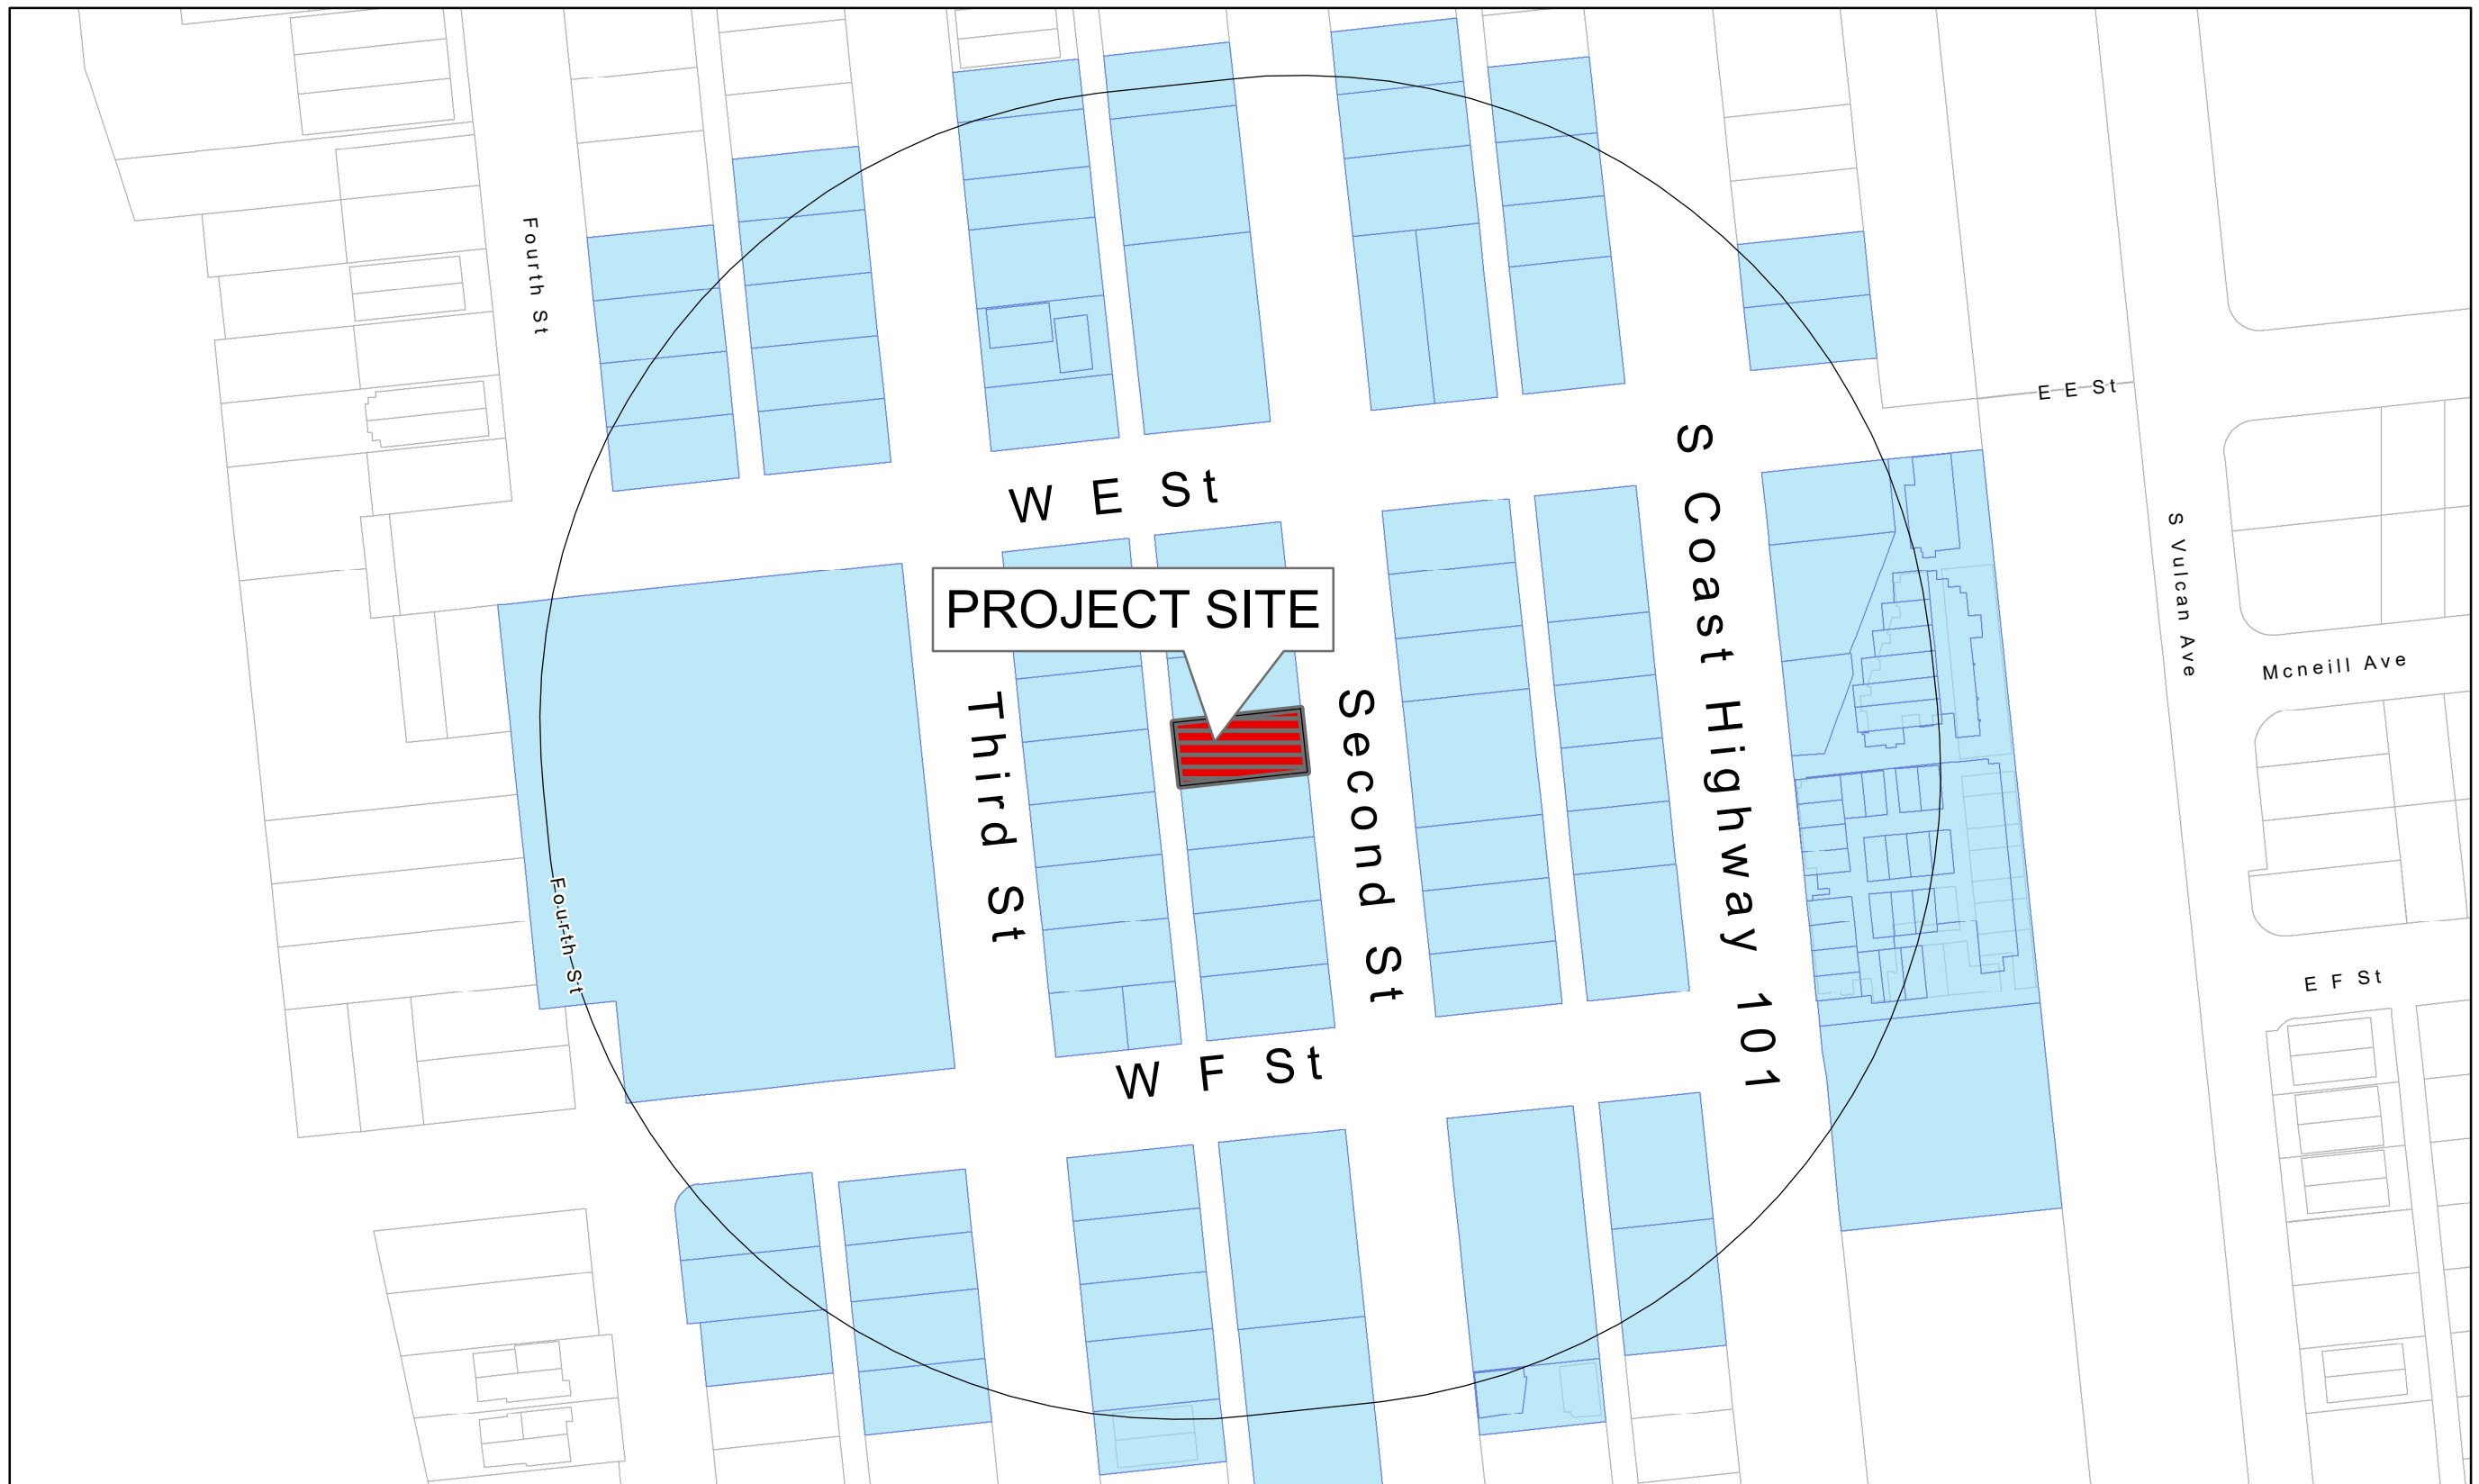 Fourth St
E E St
W E St
S Coast Highway 101
S Vulcan Ave
PROJECT SITE
Mcneill Ave
Third St
Second St
Fourth St
E F St
W F St